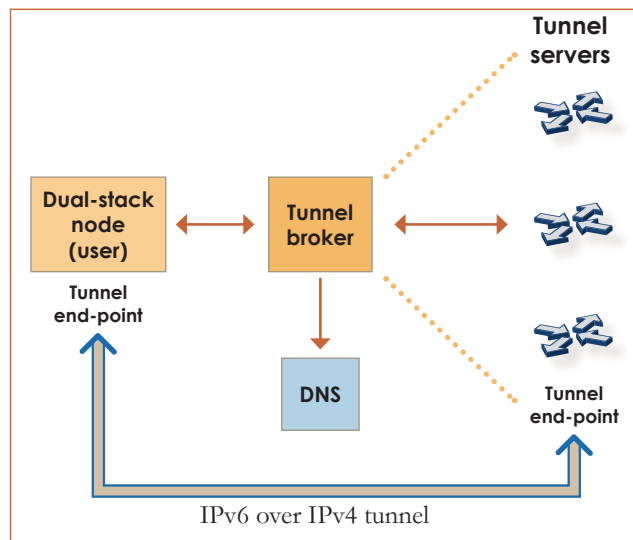 Tunnel
servers
Dual-stack
node
(user)
Tunnel
broker
Tunnel
end-point
DNS
Tunnel
end-point
IPv6 over IPv4 tunnel